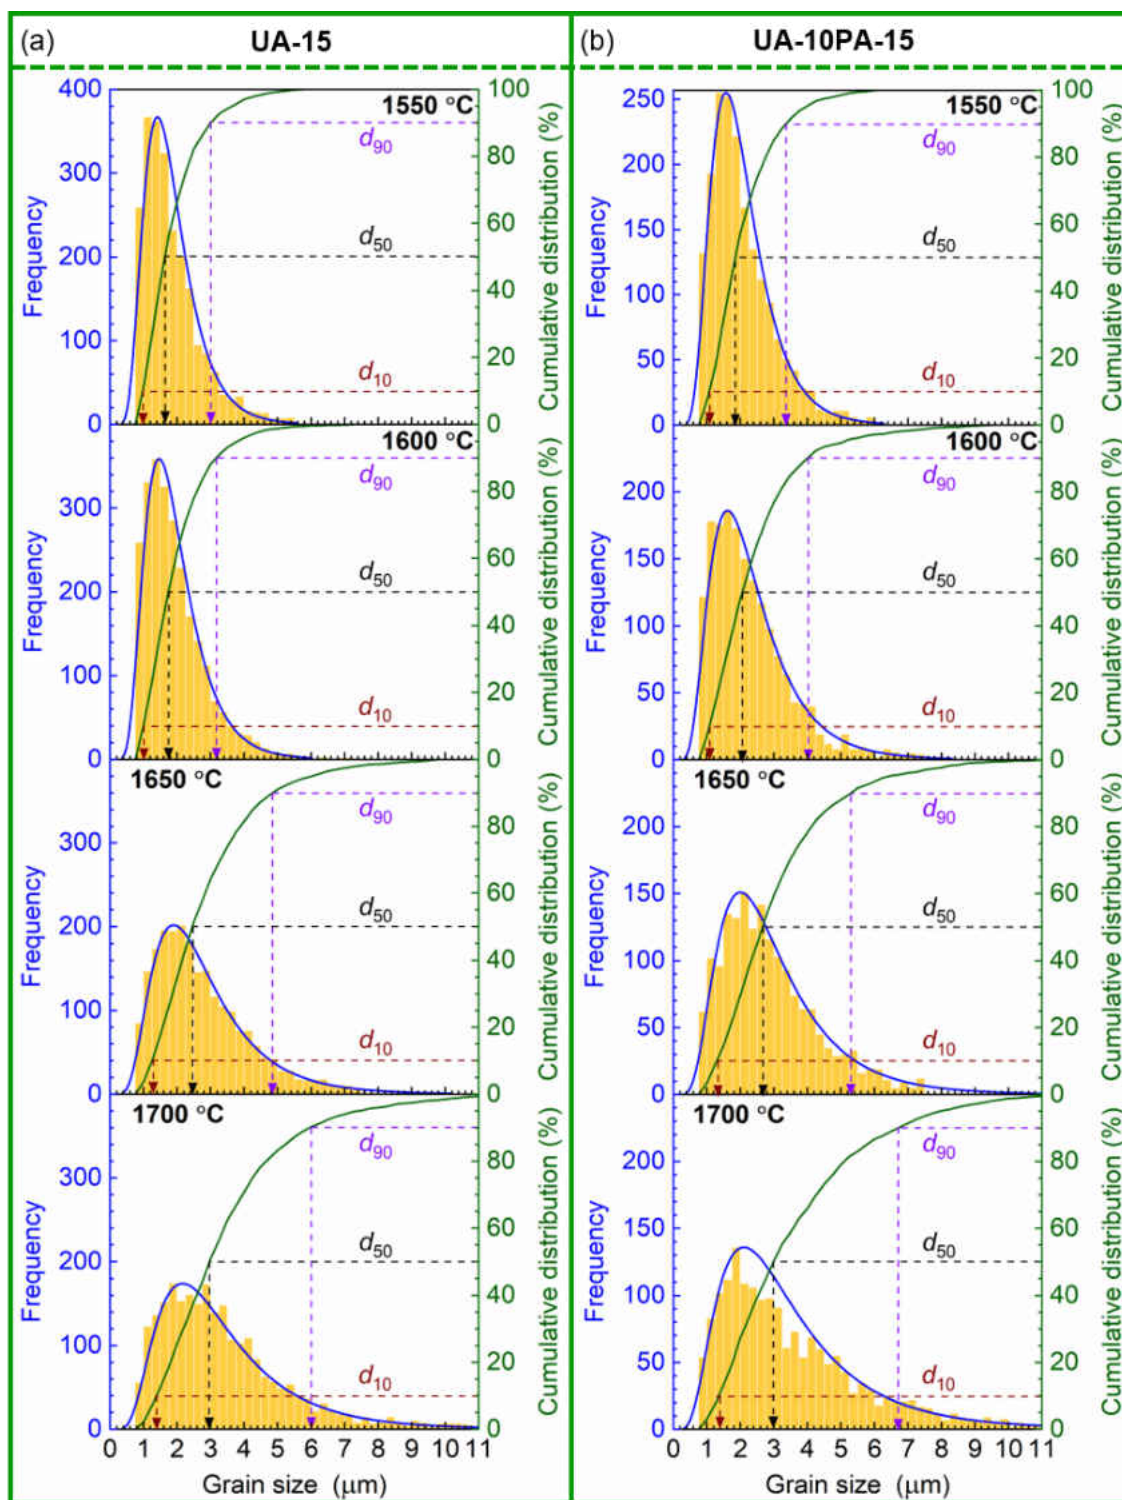 (a) UA-15
(b) UA-10PA-15
400
300
200
100
0
Frequency
1550 °C
d90
d50
d10
100
80
60
40
20
0
Cumulative distribution (%)
250
200
150
100
50
0
Frequency
1550 °C
d90
d50
d10
100
80
60
40
20
0
Cumulative distribution (%)
300
200
100
0
Frequency
1600 °C
d90
d50
d10
80
60
40
20
0
Cumulative distribution (%)
200
150
100
50
0
Frequency
1600 °C
d90
d50
d10
80
60
40
20
0
Cumulative distribution (%)
300
200
100
0
Frequency
1650 °C
d90
d50
d10
80
60
40
20
0
Cumulative distribution (%)
200
150
100
50
0
Frequency
1650 °C
d90
d50
d10
80
60
40
20
0
Cumulative distribution (%)
300
200
100
0
Frequency
1700 °C
d90
d50
d10
80
60
40
20
0
Cumulative distribution (%)
0 1 2 3 4 5 6 7 8 9 10 11
Grain size (μm)
200
150
100
50
0
Frequency
1700 °C
d90
d50
d10
80
60
40
20
0
Cumulative distribution (%)
0 1 2 3 4 5 6 7 8 9 10 11
Grain size (μm)